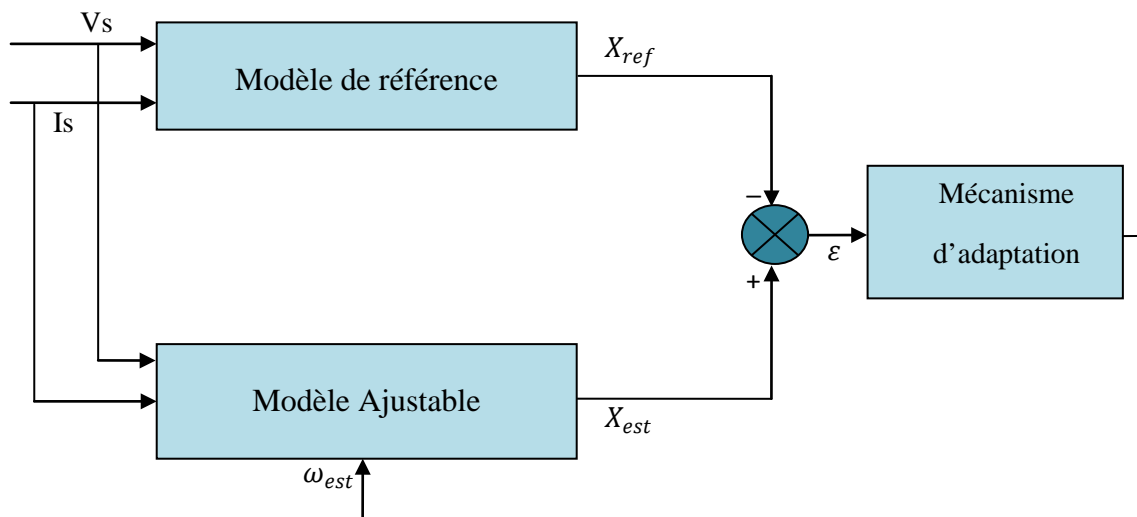 Vs
Modèle de référence
X_ref
Is
−
Mécanisme
d’adaptation
ε
+
Modèle Ajustable
X_est
ω_est